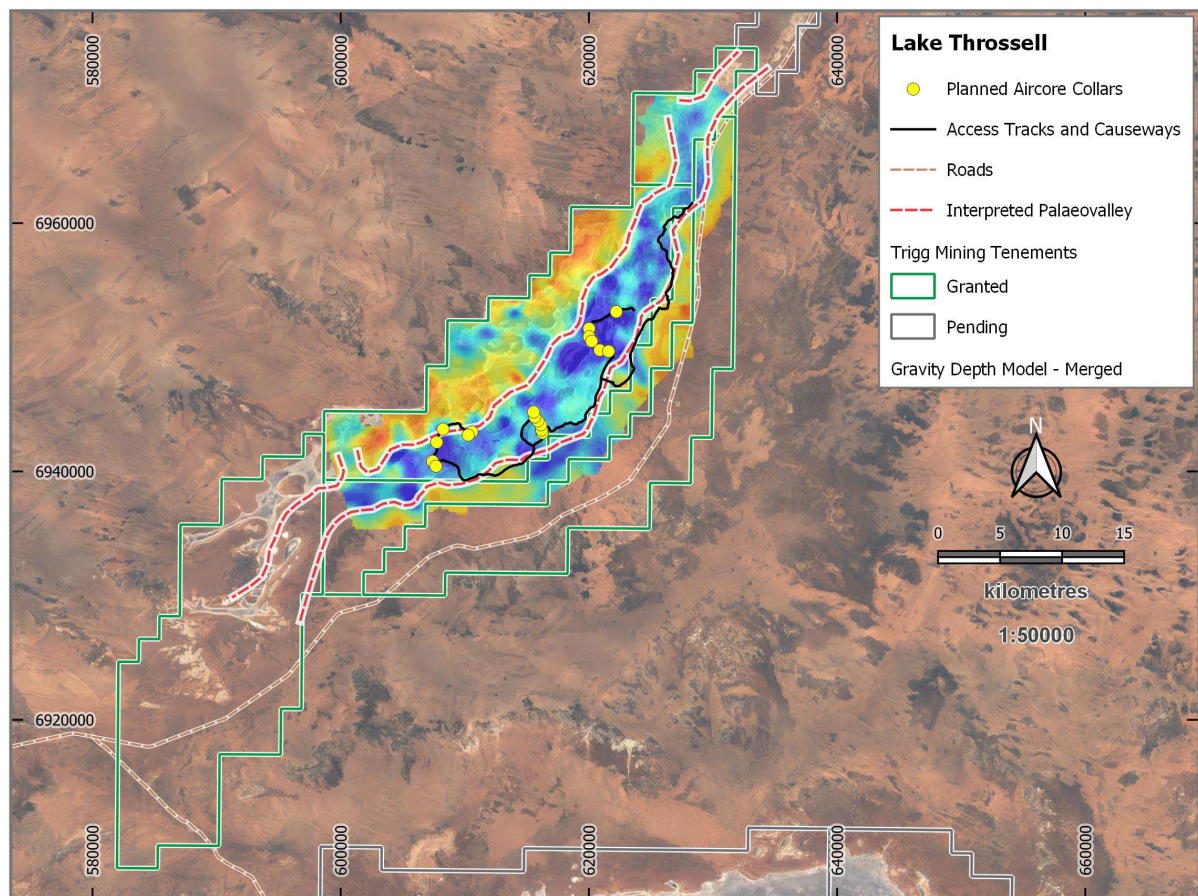 580000
600000
620000
640000
Lake Throssell
Planned Aircore Collars
Access Tracks and Causeways
Roads
Interpreted Palaeovalley
Trigg Mining Tenements
Granted
Pending
Gravity Depth Model - Merged
6960000
6940000
6920000
N
0 5 10 15
kilometres
1:50000
580000
600000
620000
640000
660000